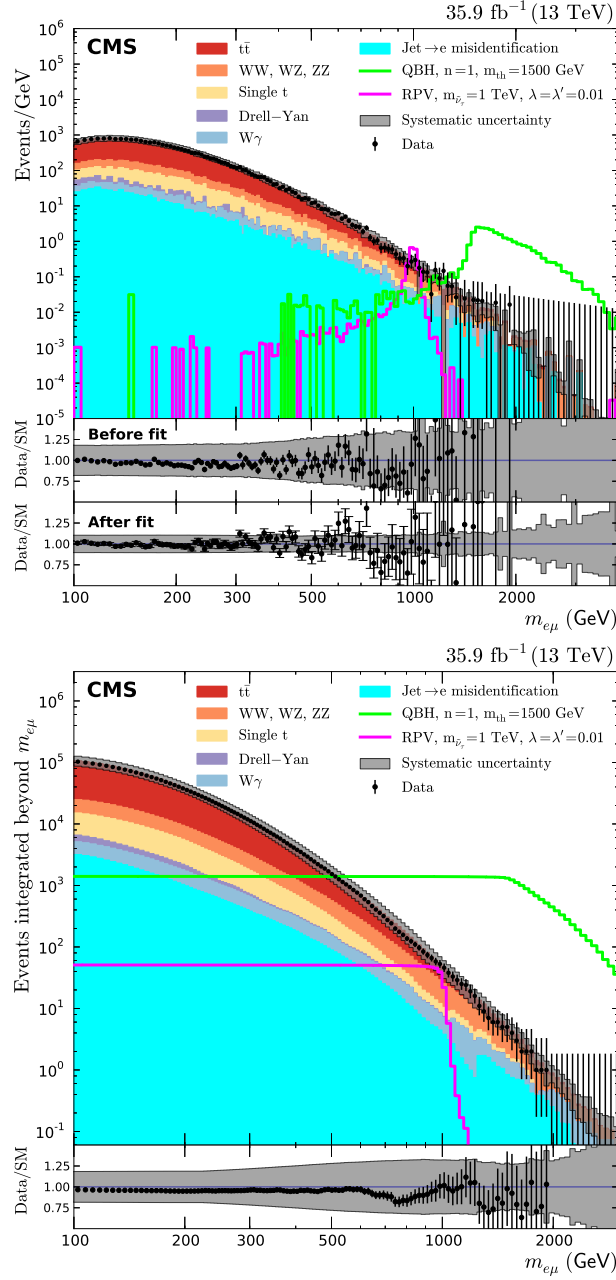 35.9 fb⁻¹ (13 TeV)
CMS
tt̄
WW, WZ, ZZ
Single t
Drell−Yan
Wγ
Jet→e misidentification
QBH, n=1, m_th=1500 GeV
RPV, m_ν̃τ=1 TeV, λ=λ′=0.01
Systematic uncertainty
Data
Events/GeV
10⁶
10⁵
10⁴
10³
10²
10¹
10⁰
10⁻¹
10⁻²
10⁻³
10⁻⁴
10⁻⁵
Before fit
Data/SM
1.25
1.00
0.75
After fit
Data/SM
1.25
1.00
0.75
100 200 300 500 1000 2000
m_eμ (GeV)
35.9 fb⁻¹ (13 TeV)
CMS
tt̄
WW, WZ, ZZ
Single t
Drell−Yan
Wγ
Jet→e misidentification
QBH, n=1, m_th=1500 GeV
RPV, m_ν̃τ=1 TeV, λ=λ′=0.01
Systematic uncertainty
Data
Events integrated beyond m_eμ
10⁶
10⁵
10⁴
10³
10²
10¹
10⁰
10⁻¹
Data/SM
1.25
1.00
0.75
100 200 500 1000 2000
m_eμ (GeV)